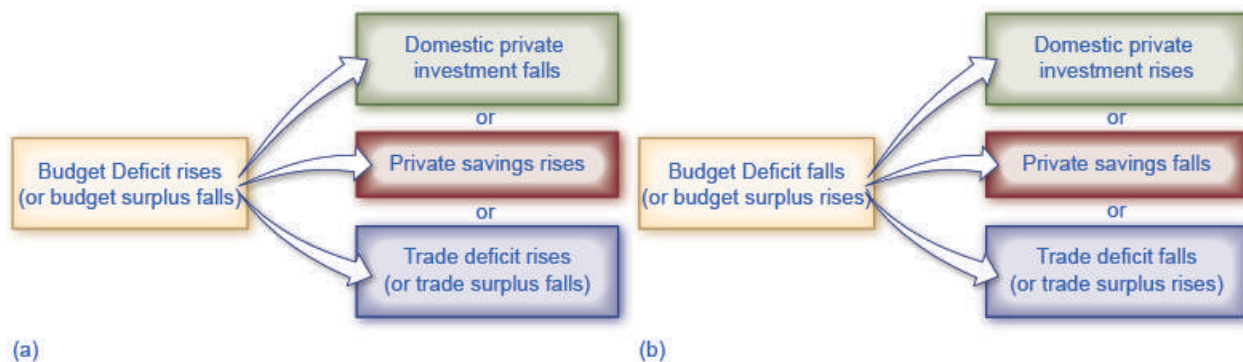 Domestic private
investment falls
or
Budget Deficit rises
(or budget surplus falls)
Private savings rises
or
Trade deficit rises
(or trade surplus falls)
(a)
Domestic private
investment rises
or
Budget Deficit falls
(or budget surplus rises)
Private savings falls
or
Trade deficit falls
(or trade surplus rises)
(b)